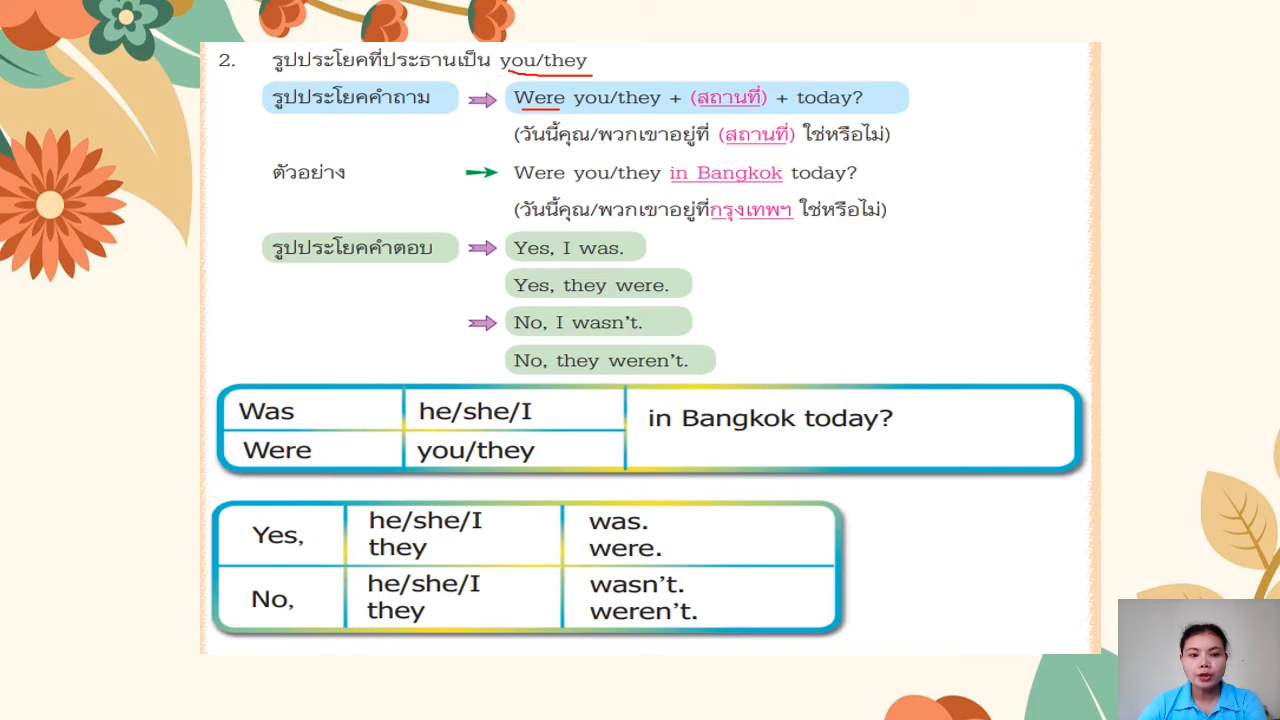 2. รูปประโยคที่ประธานเป็น you/they
รูปประโยคคำถาม Were you/they + (สถานที่) + today?
(วันนี้คุณ/พวกเขาอยู่ที่ (สถานที่) ใช่หรือไม่)
ตัวอย่าง Were you/they in Bangkok today?
(วันนี้คุณ/พวกเขาอยู่ที่กรุงเทพฯ ใช่หรือไม่)
รูปประโยคคำตอบ Yes, I was.
Yes, they were.
No, I wasn't.
No, they weren't.
Was he/she/I in Bangkok today?
Were you/they
Yes, he/she/I was.
they were.
No, he/she/I wasn't.
they weren't.